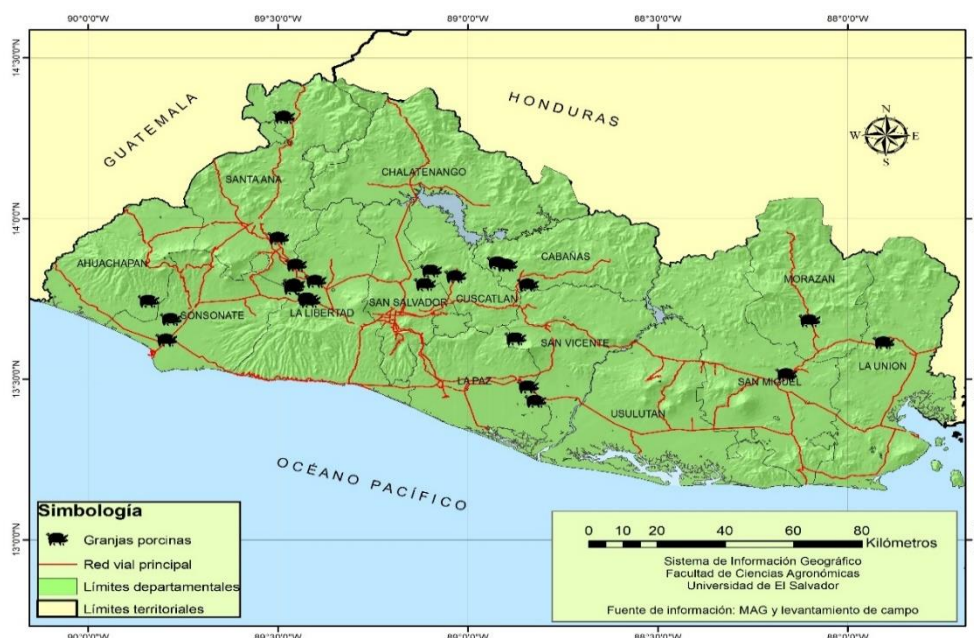 90°0'0"W 89°30'0"W 89°0'0"W 88°30'0"W 88°0'0"W
14°30'0"N
14°0'0"N
13°30'0"N
13°0'0"N
GUATEMALA
HONDURAS
N
W E
S
SANTA ANA
CHALATENANGO
AHUACHAPAN
CABAÑAS
MORAZAN
SAN SALVADOR
CUSCATLAN
SONSONATE
LA LIBERTAD
SAN VICENTE
LA UNION
LA PAZ
SAN MIGUEL
USULUTAN
OCÉANO PACÍFICO
Simbología
Granjas porcinas
Red vial principal
Límites departamentales
Límites territoriales
0 10 20 40 60 80
Kilómetros
Sistema de Información Geográfico
Facultad de Ciencias Agronómicas
Universidad de El Salvador
Fuente de información: MAG y levantamiento de campo
90°0'0"W 89°30'0"W 89°0'0"W 88°30'0"W 88°0'0"W